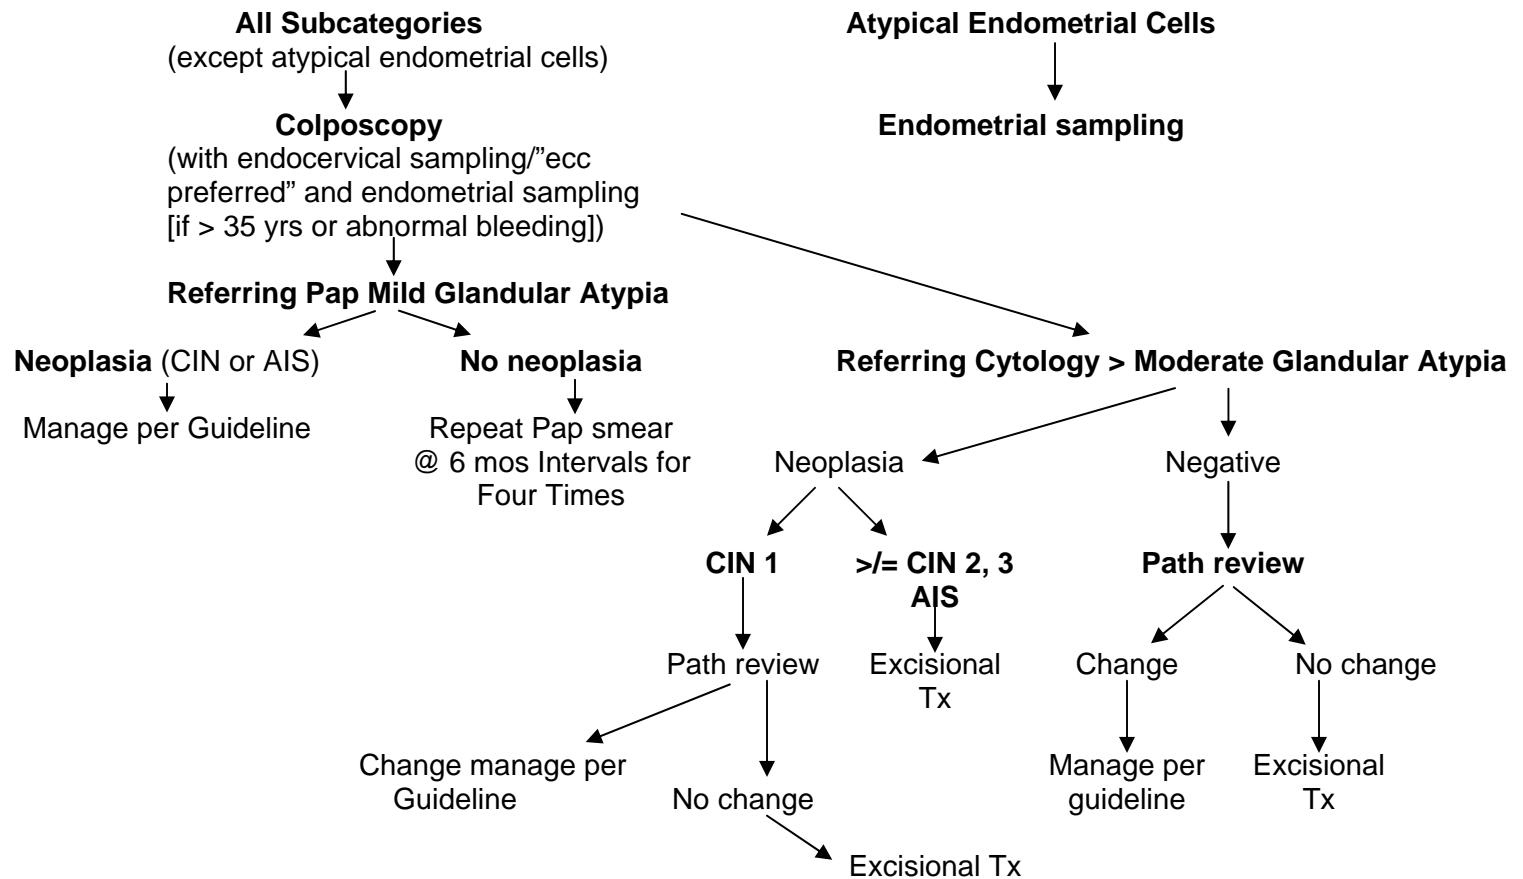 All Subcategories
(except atypical endometrial cells)
Atypical Endometrial Cells
Colposcopy
(with endocervical sampling/”ecc
preferred” and endometrial sampling
[if > 35 yrs or abnormal bleeding])
Endometrial sampling
Referring Pap Mild Glandular Atypia
Neoplasia (CIN or AIS)
No neoplasia
Referring Cytology > Moderate Glandular Atypia
Manage per Guideline
Repeat Pap smear
@ 6 mos Intervals for
Four Times
Neoplasia
Negative
CIN 1
>/= CIN 2, 3
AIS
Path review
Path review
Excisional
Tx
Change
No change
Change manage per
Guideline
No change
Manage per
guideline
Excisional
Tx
Excisional Tx